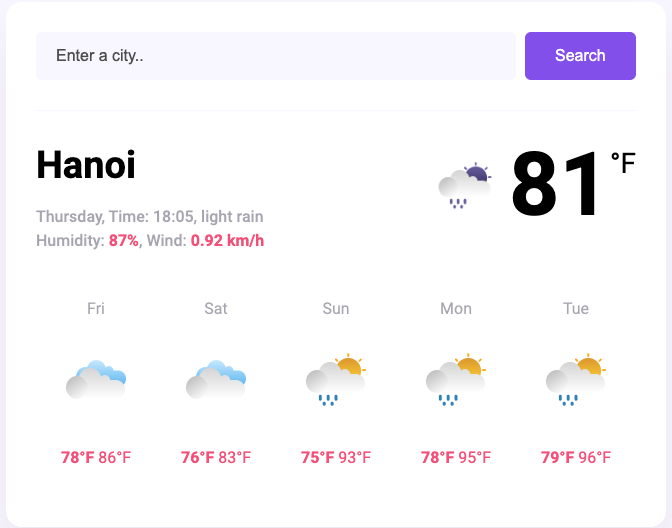 Enter a city..
Search
Hanoi
81 °F
Thursday, Time: 18:05, light rain
Humidity: 87%, Wind: 0.92 km/h
Fri Sat Sun Mon Tue
78°F 86°F 76°F 83°F 75°F 93°F 78°F 95°F 79°F 96°F